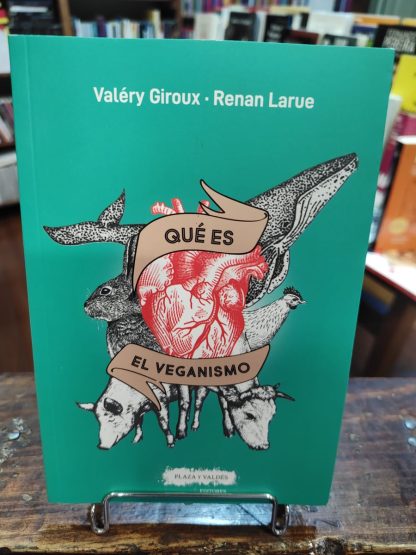 Valéry Giroux · Renan Larue
QUÉ ES
EL VEGANISMO
PLAZA Y VALDÉS
EDITORES